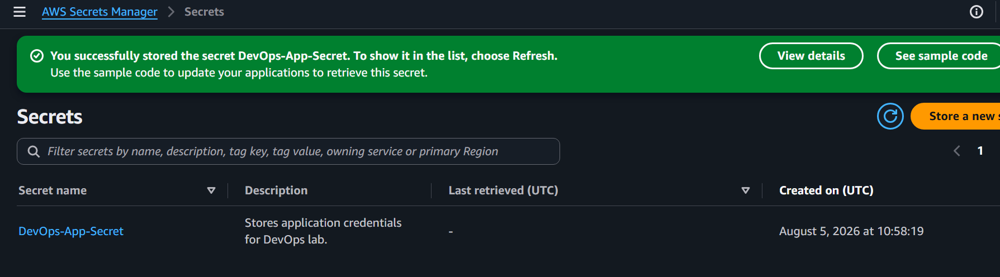 AWS Secrets Manager > Secrets
You successfully stored the secret DevOps-App-Secret. To show it in the list, choose Refresh.
Use the sample code to update your applications to retrieve this secret.
View details
See sample code
Secrets
Store a new
Filter secrets by name, description, tag key, tag value, owning service or primary Region
1
Secret name
Description
Last retrieved (UTC)
Created on (UTC)
DevOps-App-Secret
Stores application credentials
for DevOps lab.
-
August 5, 2026 at 10:58:19